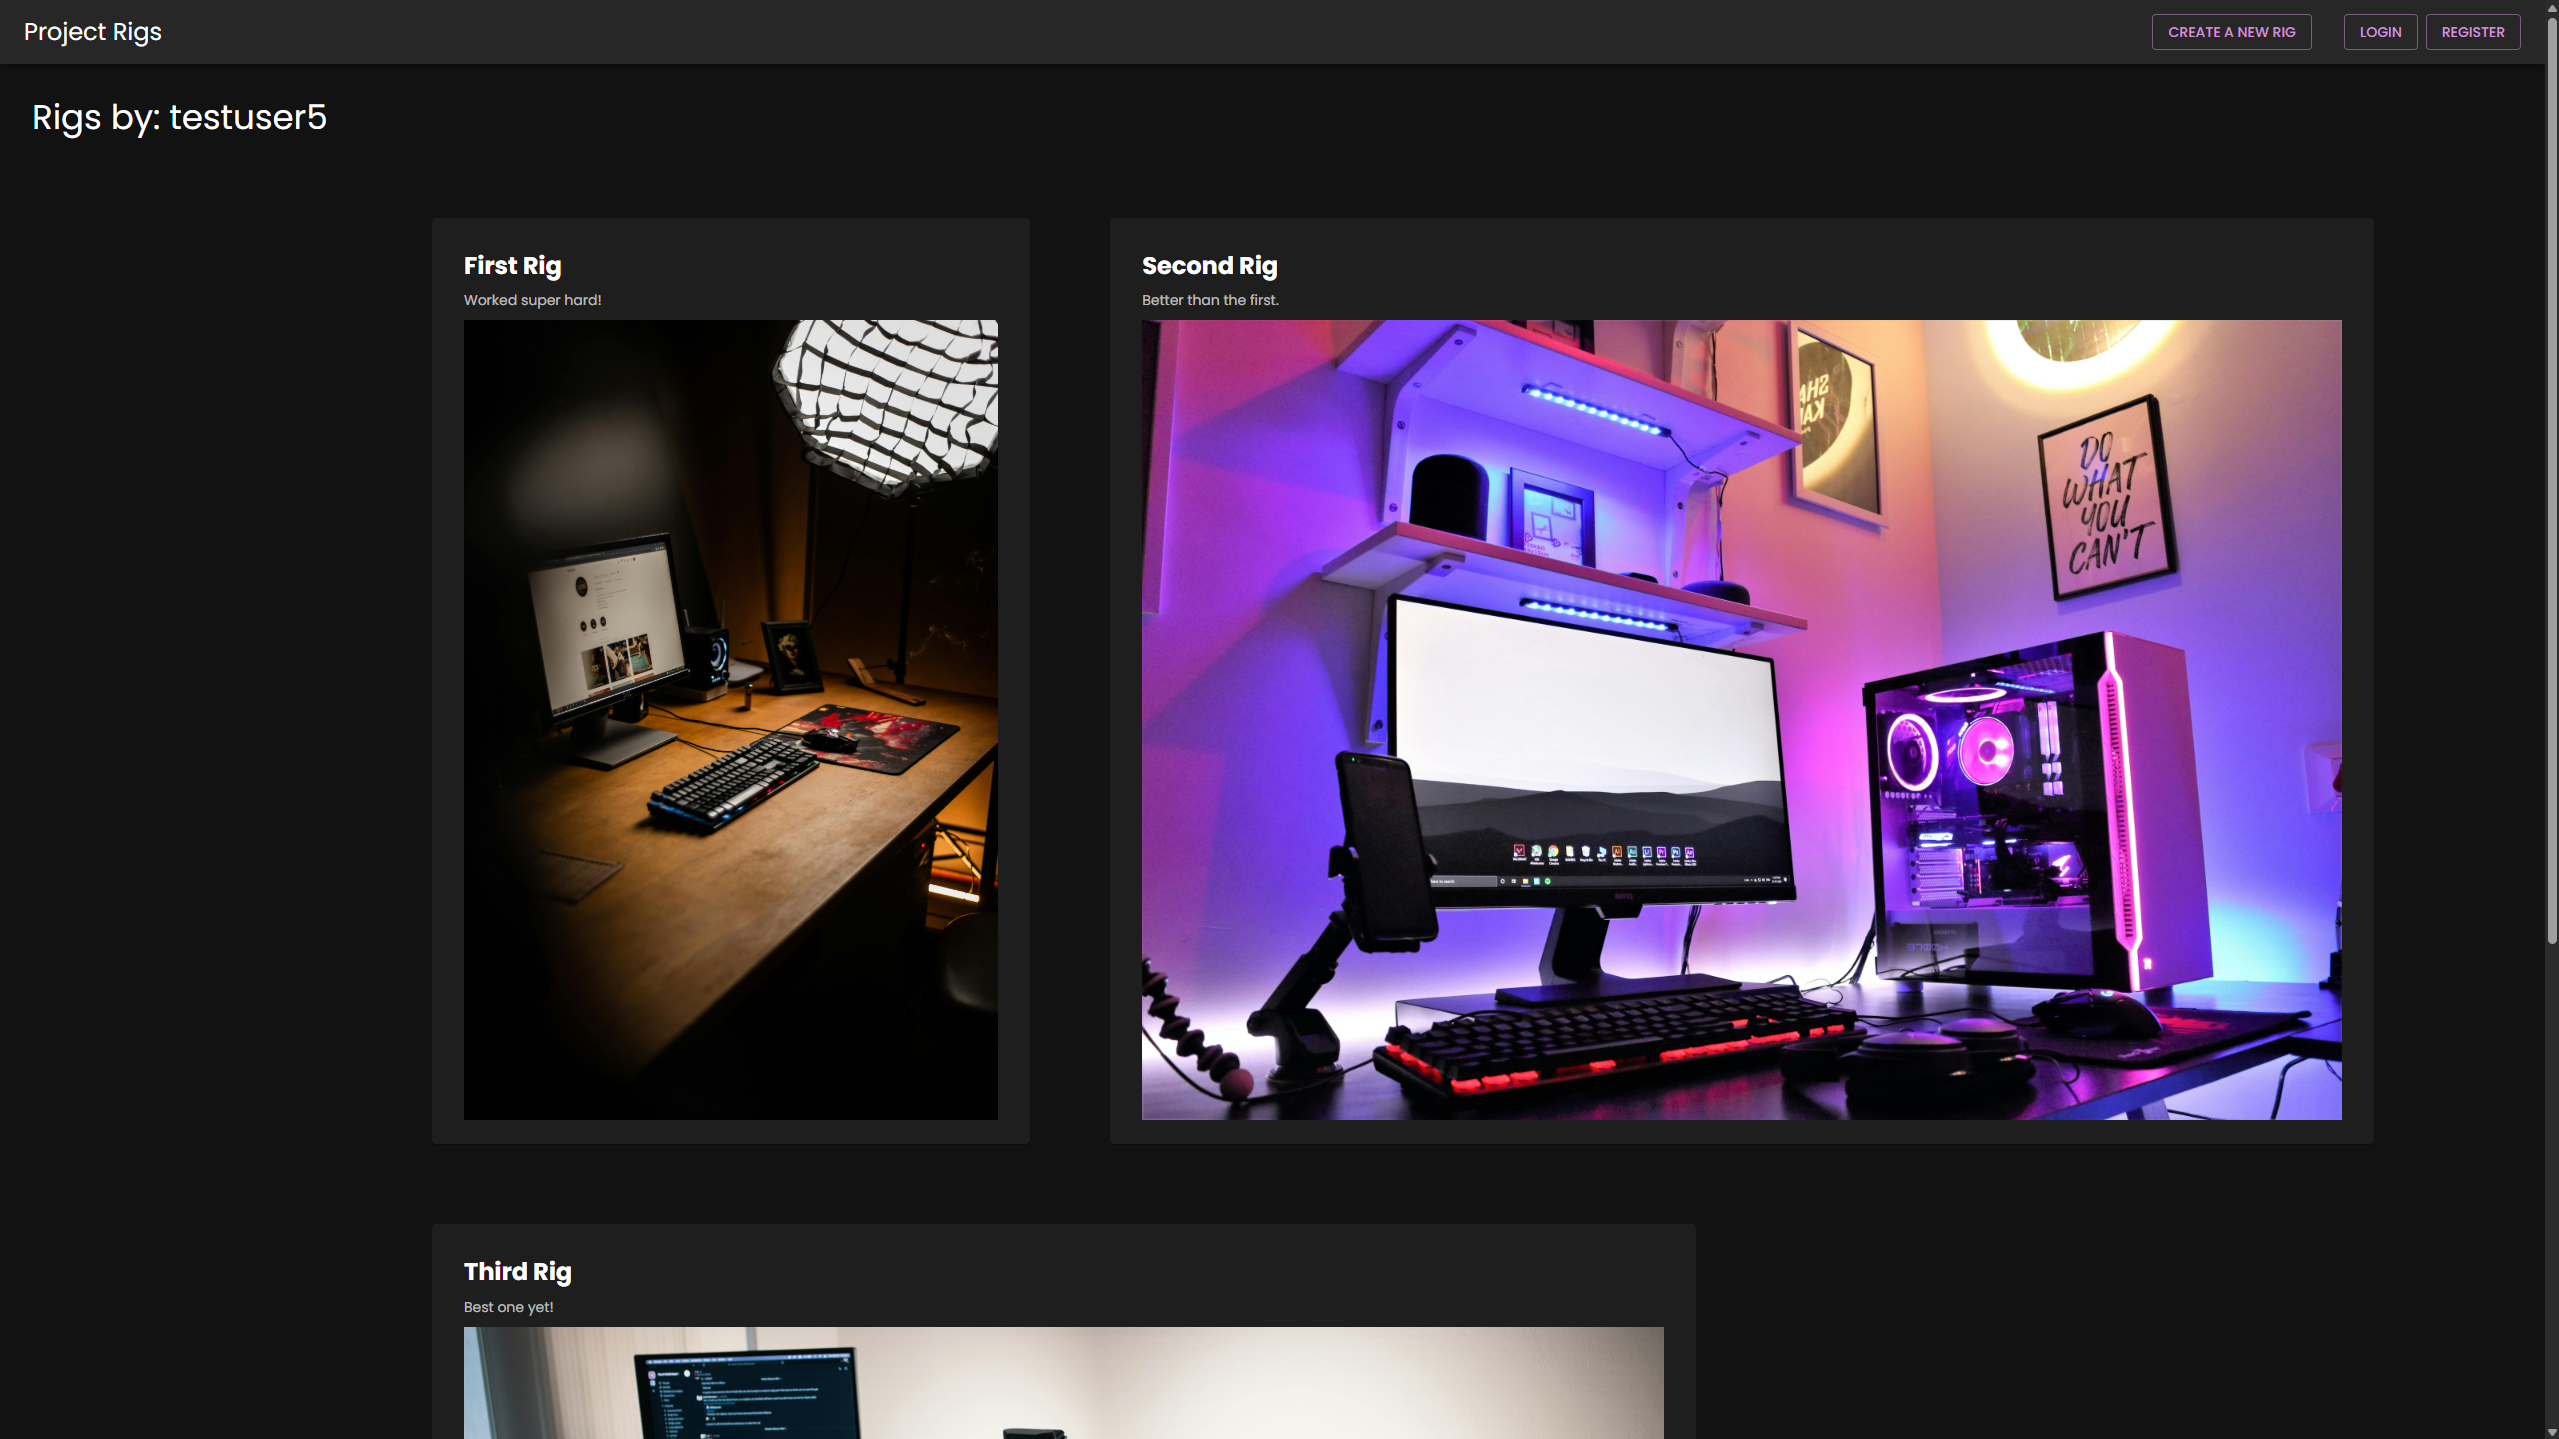 Project Rigs
CREATE A NEW RIG
LOGIN
REGISTER
Rigs by: testuser5
First Rig
Worked super hard!
Second Rig
Better than the first.
DO
WHAT
YOU
CAN'T
BENQ
Third Rig
Best one yet!